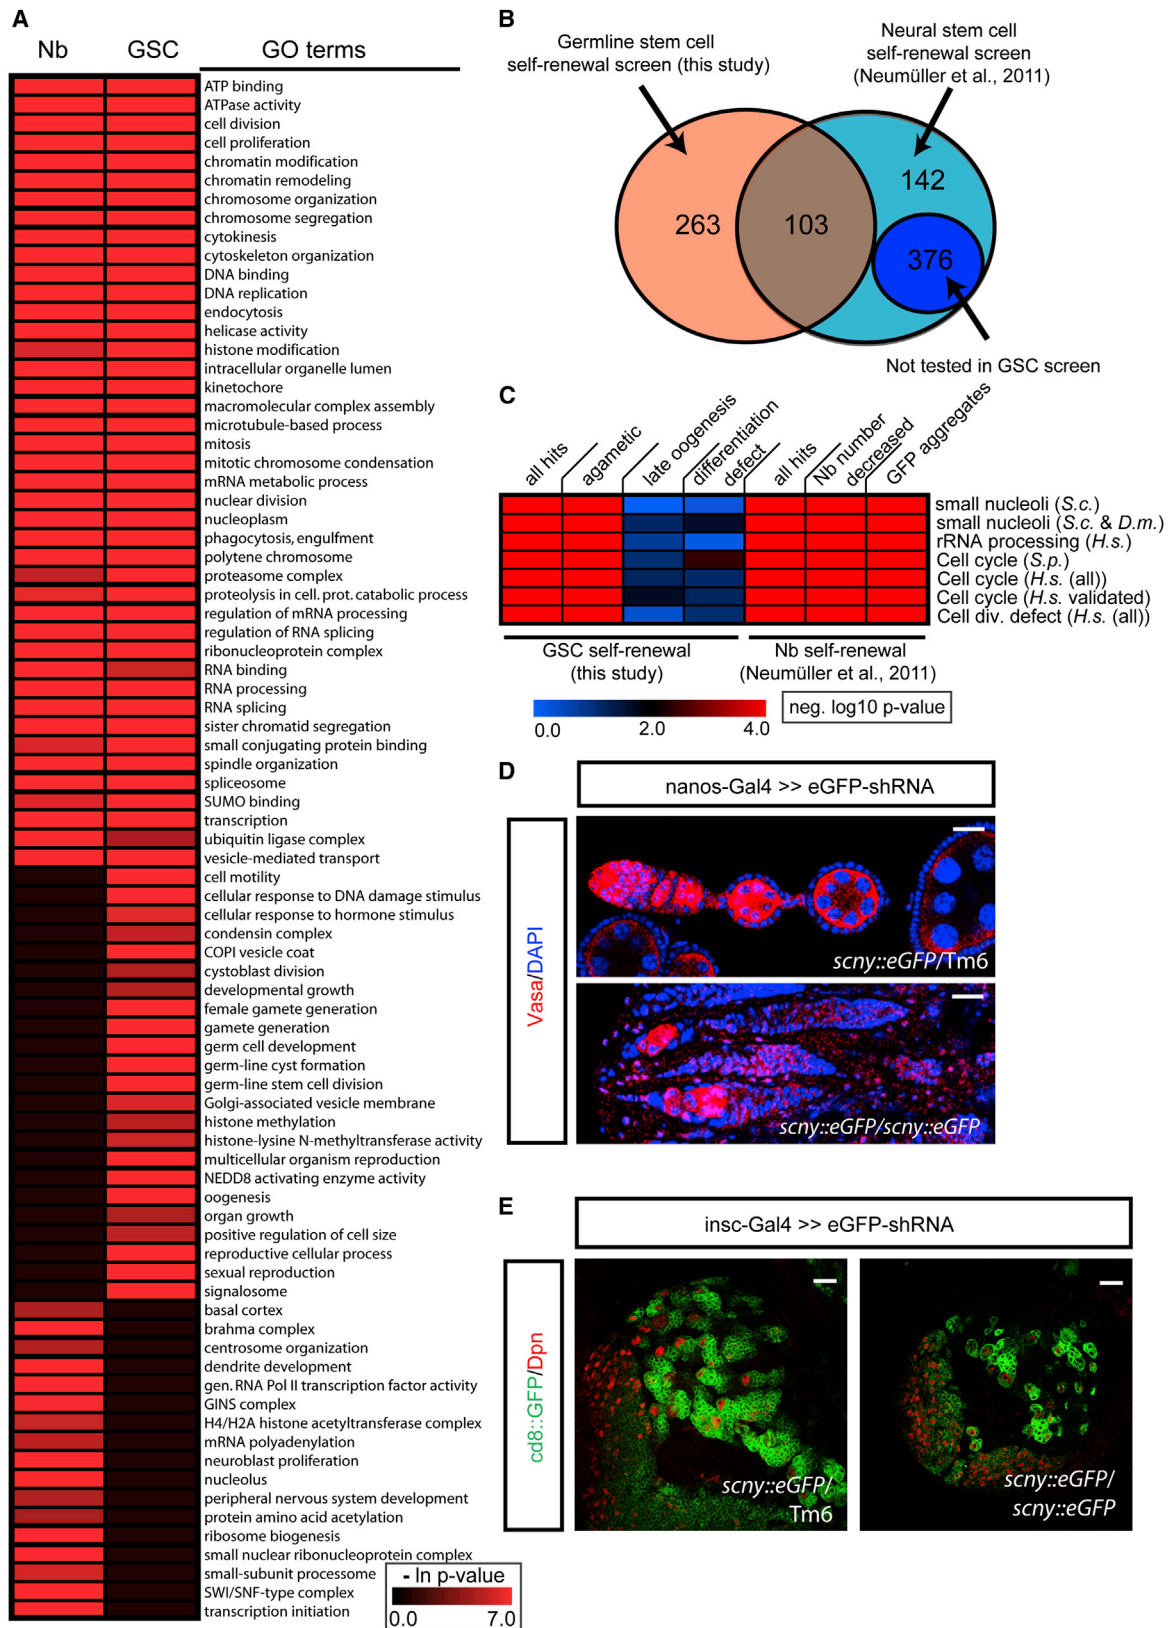 A
Nb GSC GO terms
ATP binding
ATPase activity
cell division
cell proliferation
chromatin modification
chromatin remodeling
chromosome organization
chromosome segregation
cytokinesis
cytoskeleton organization
DNA binding
DNA replication
endocytosis
helicase activity
histone modification
intracellular organelle lumen
kinetochore
macromolecular complex assembly
microtubule-based process
mitosis
mitotic chromosome condensation
mRNA metabolic process
nuclear division
nucleoplasm
phagocytosis, engulfment
polytene chromosome
proteasome complex
proteolysis in cell. prot. catabolic process
regulation of mRNA processing
regulation of RNA splicing
ribonucleoprotein complex
RNA binding
RNA processing
RNA splicing
sister chromatid segregation
small conjugating protein binding
spindle organization
spliceosome
SUMO binding
transcription
ubiquitin ligase complex
vesicle-mediated transport
cell motility
cellular response to DNA damage stimulus
cellular response to hormone stimulus
condensin complex
COPI vesicle coat
cystoblast division
developmental growth
female gamete generation
gamete generation
germ cell development
germ-line cyst formation
germ-line stem cell division
Golgi-associated vesicle membrane
histone methylation
histone-lysine N-methyltransferase activity
multicellular organism reproduction
NEDD8 activating enzyme activity
oogenesis
organ growth
positive regulation of cell size
reproductive cellular process
sexual reproduction
signalosome
basal cortex
brahma complex
centrosome organization
dendrite development
gen. RNA Pol II transcription factor activity
GINS complex
H4/H2A histone acetyltransferase complex
mRNA polyadenylation
neuroblast proliferation
nucleolus
peripheral nervous system development
protein amino acid acetylation
ribosome biogenesis
small nuclear ribonucleoprotein complex
small-subunit processome
SWI/SNF-type complex
transcription initiation
- ln p-value
0.0 7.0
B
Germline stem cell
self-renewal screen (this study)
Neural stem cell
self-renewal screen
(Neumüller et al., 2011)
263
103
142
376
Not tested in GSC screen
C
all hits
agametic
late oogenesis
differentiation
defect
all hits
Nb number
decreased
GFP aggregates
small nucleoli (S.c.)
small nucleoli (S.c. & D.m.)
rRNA processing (H.s.)
Cell cycle (S.p.)
Cell cycle (H.s. (all))
Cell cycle (H.s. validated)
Cell div. defect (H.s. (all))
GSC self-renewal
(this study)
Nb self-renewal
(Neumüller et al., 2011)
0.0 2.0 4.0
neg. log10 p-value
D
nanos-Gal4 >> eGFP-shRNA
Vasa/DAPI
scny::eGFP/Tm6
scny::eGFP/scny::eGFP
E
insc-Gal4 >> eGFP-shRNA
cd8::GFP/Dpn
scny::eGFP/
Tm6
scny::eGFP/
scny::eGFP